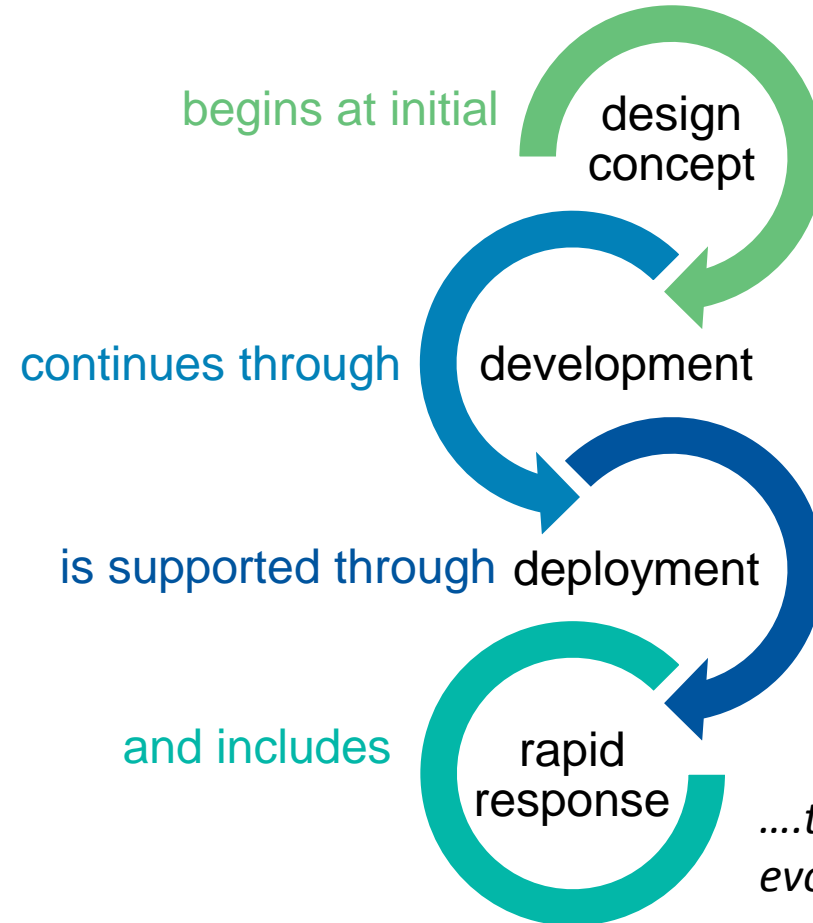 begins at initial
design
concept
continues through
development
is supported through
deployment
and includes
rapid
response